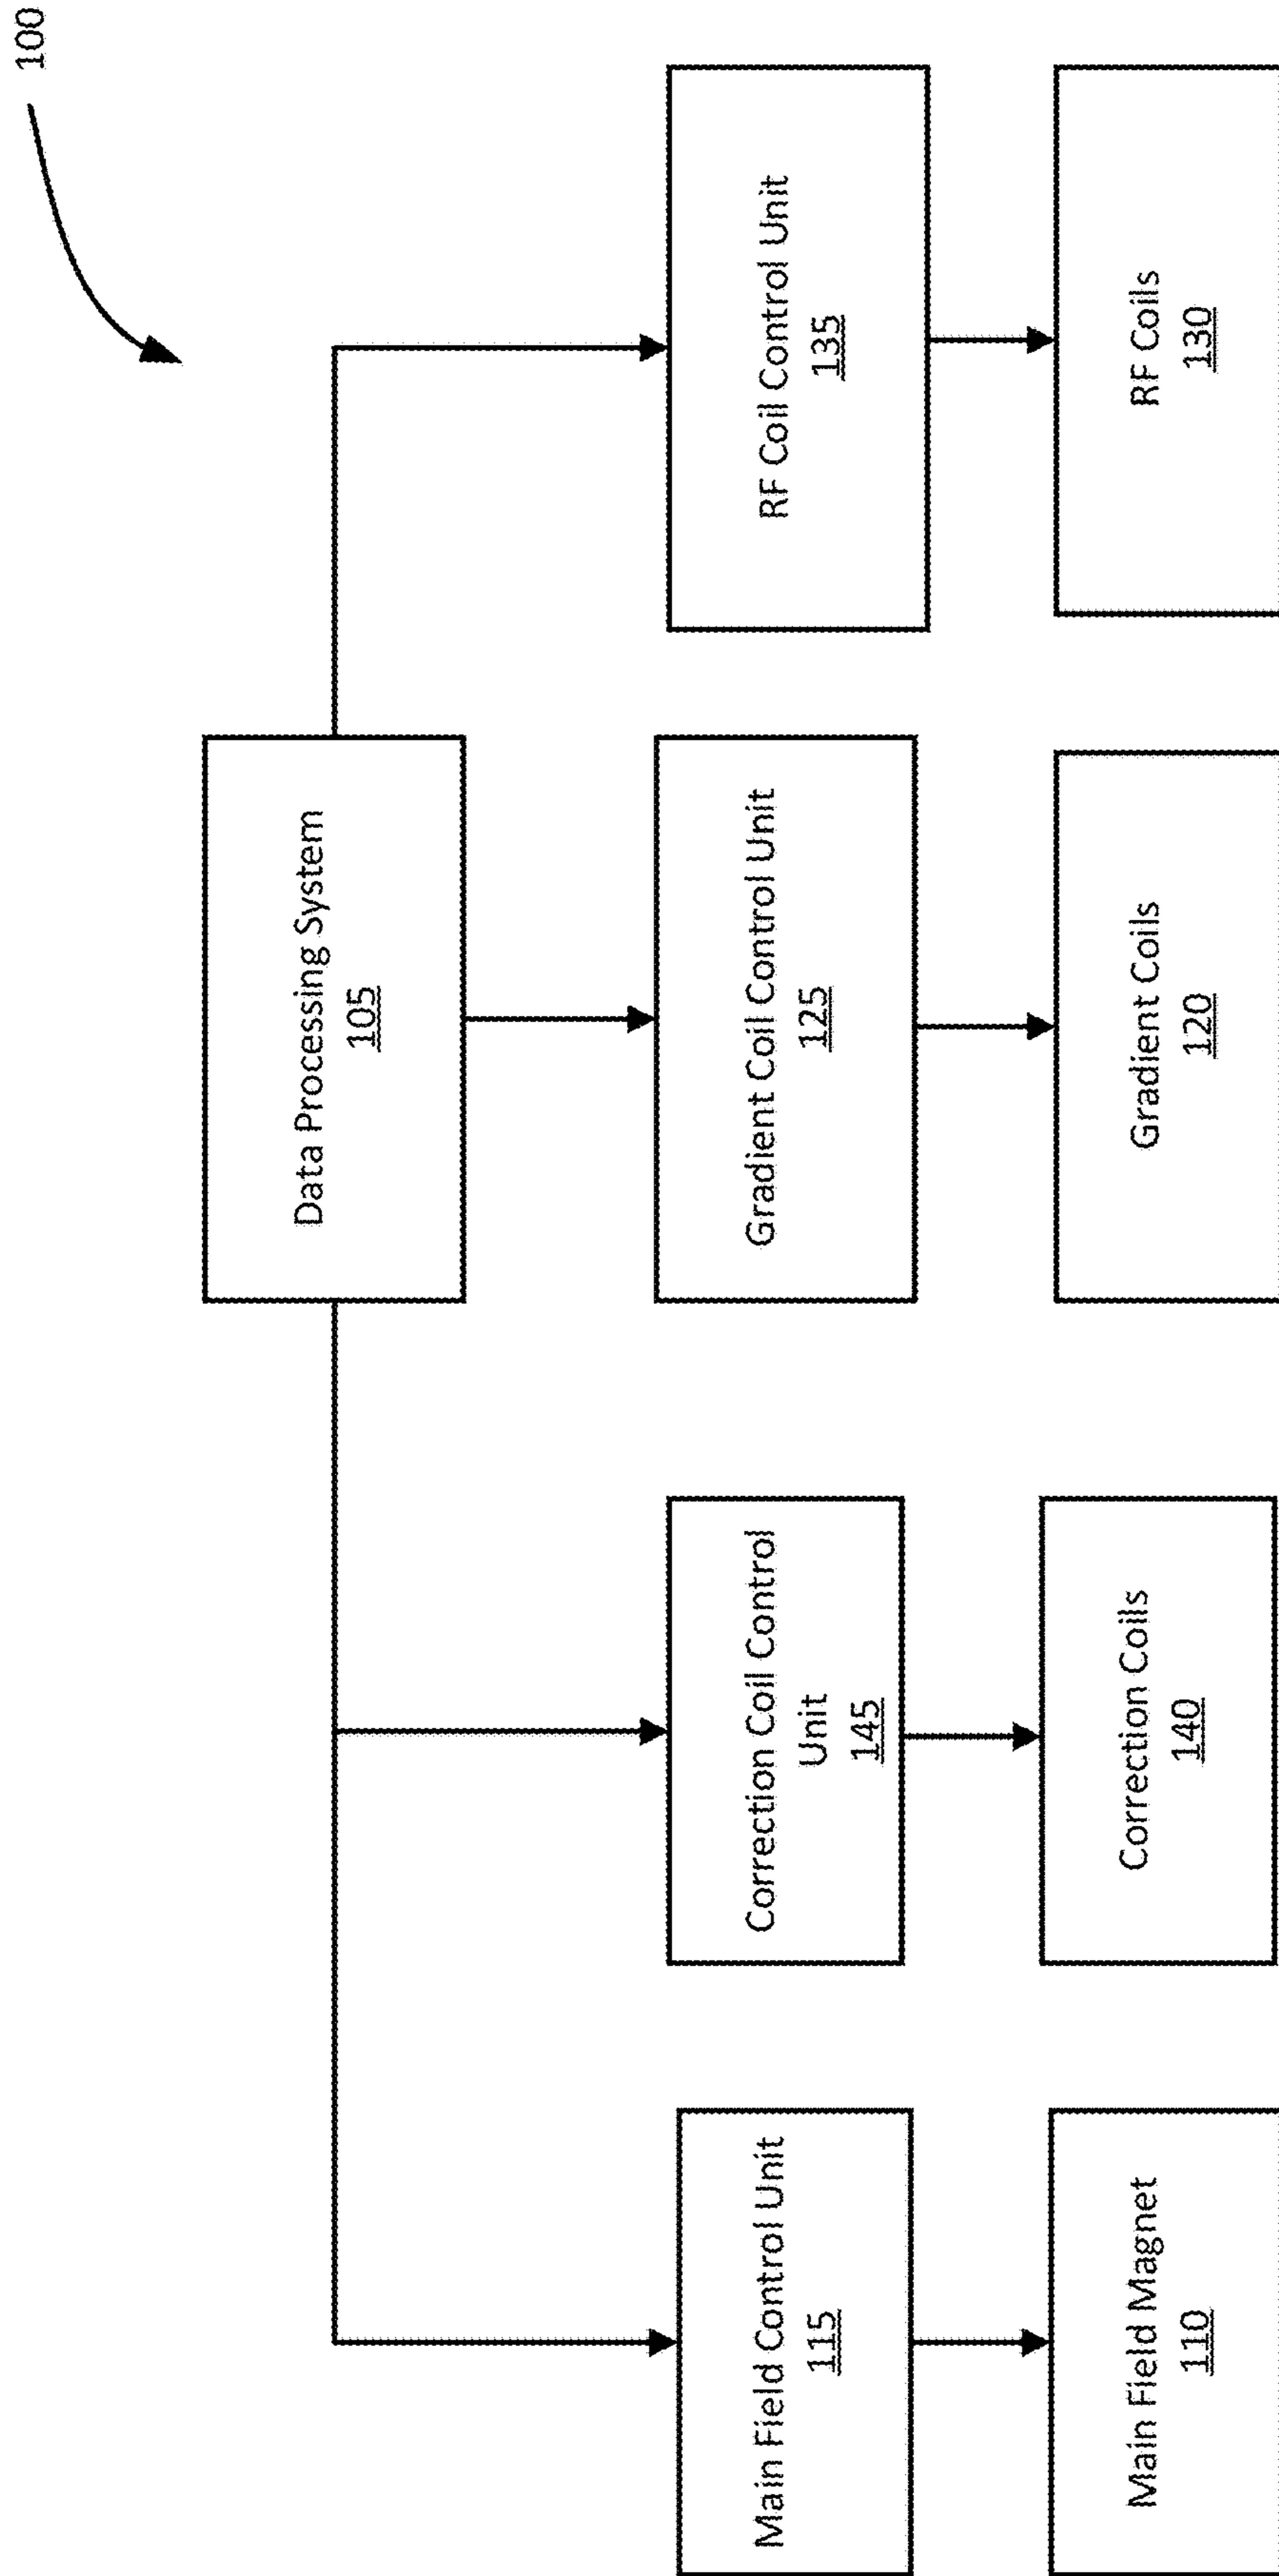 100
Data Processing System
105
Main Field Control Unit
115
Correction Coil Control
Unit
145
Gradient Coil Control Unit
125
RF Coil Control Unit
135
Main Field Magnet
110
Correction Coils
140
Gradient Coils
120
RF Coils
130